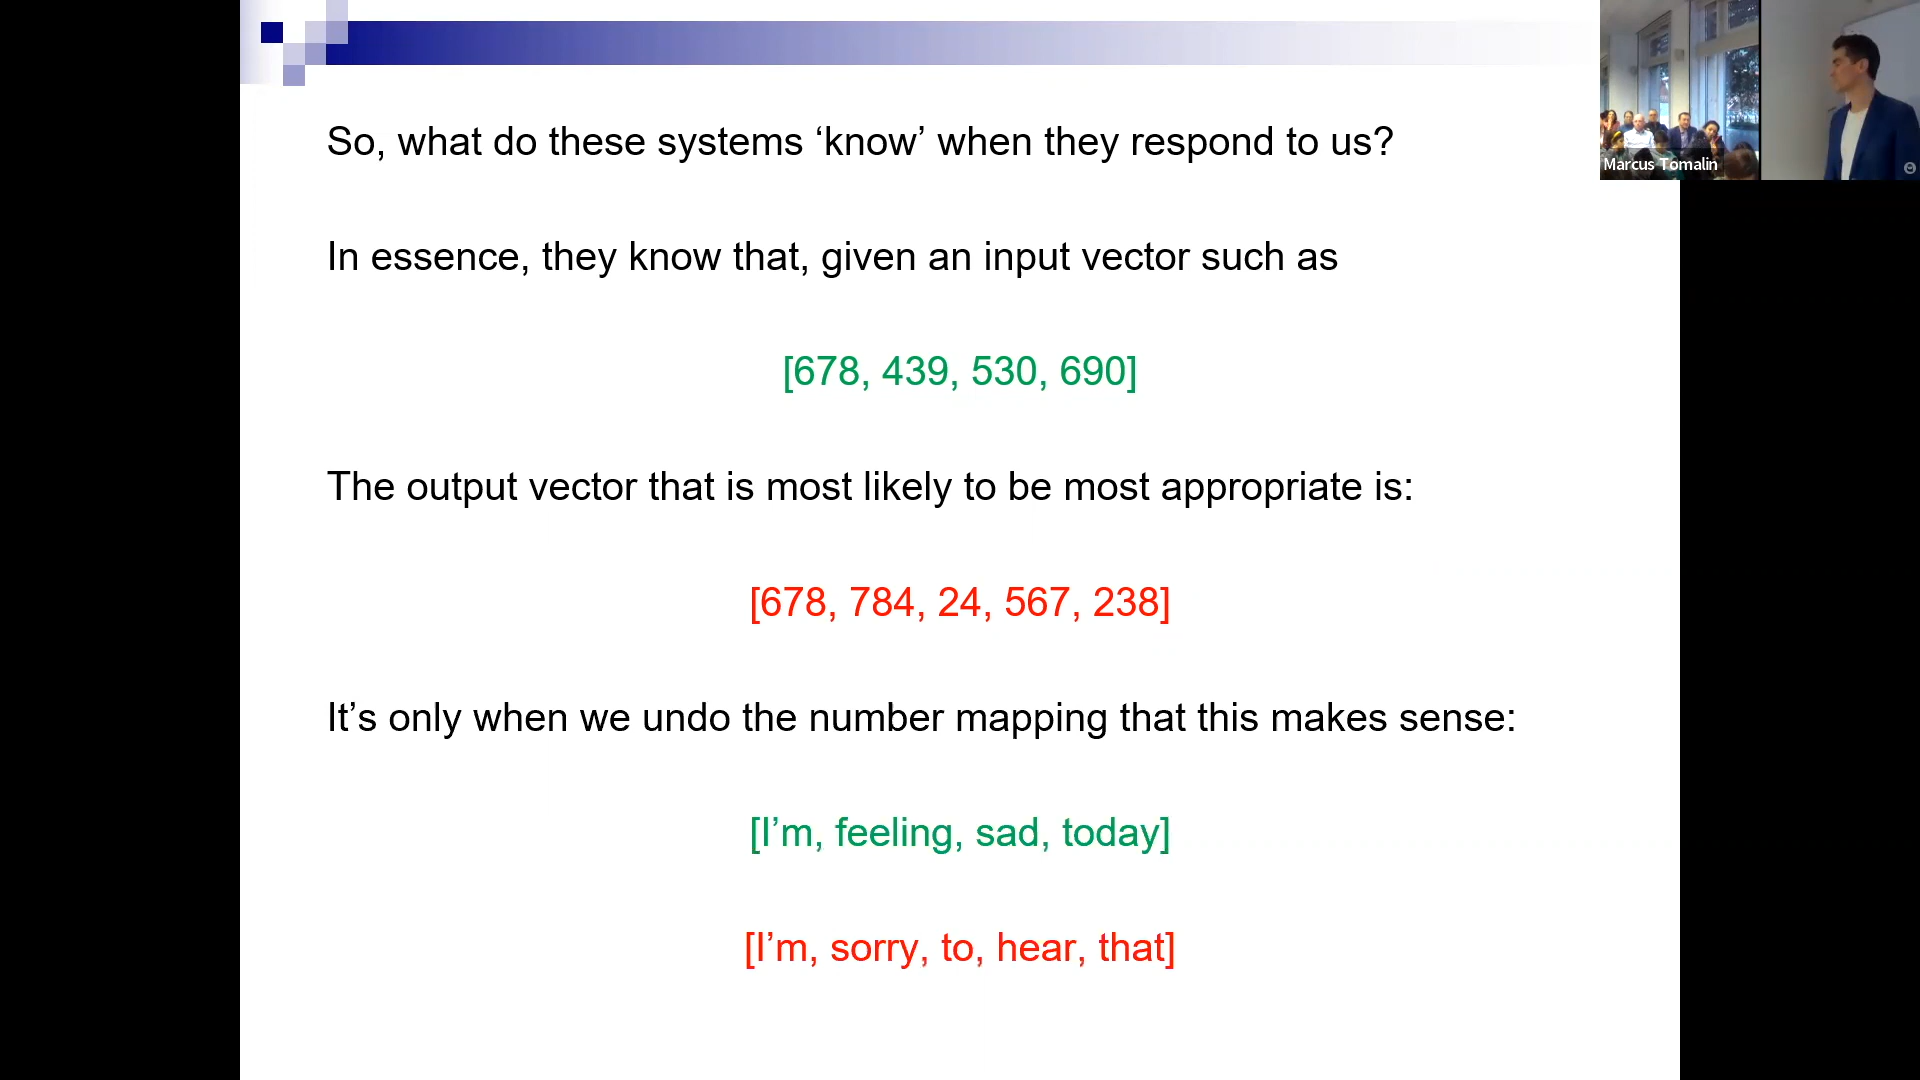 So, what do these systems ‘know’ when they respond to us?
Marcus Tomalin
In essence, they know that, given an input vector such as
[678, 439, 530, 690]
The output vector that is most likely to be most appropriate is:
[678, 784, 24, 567, 238]
It’s only when we undo the number mapping that this makes sense:
[I’m, feeling, sad, today]
[I’m, sorry, to, hear, that]